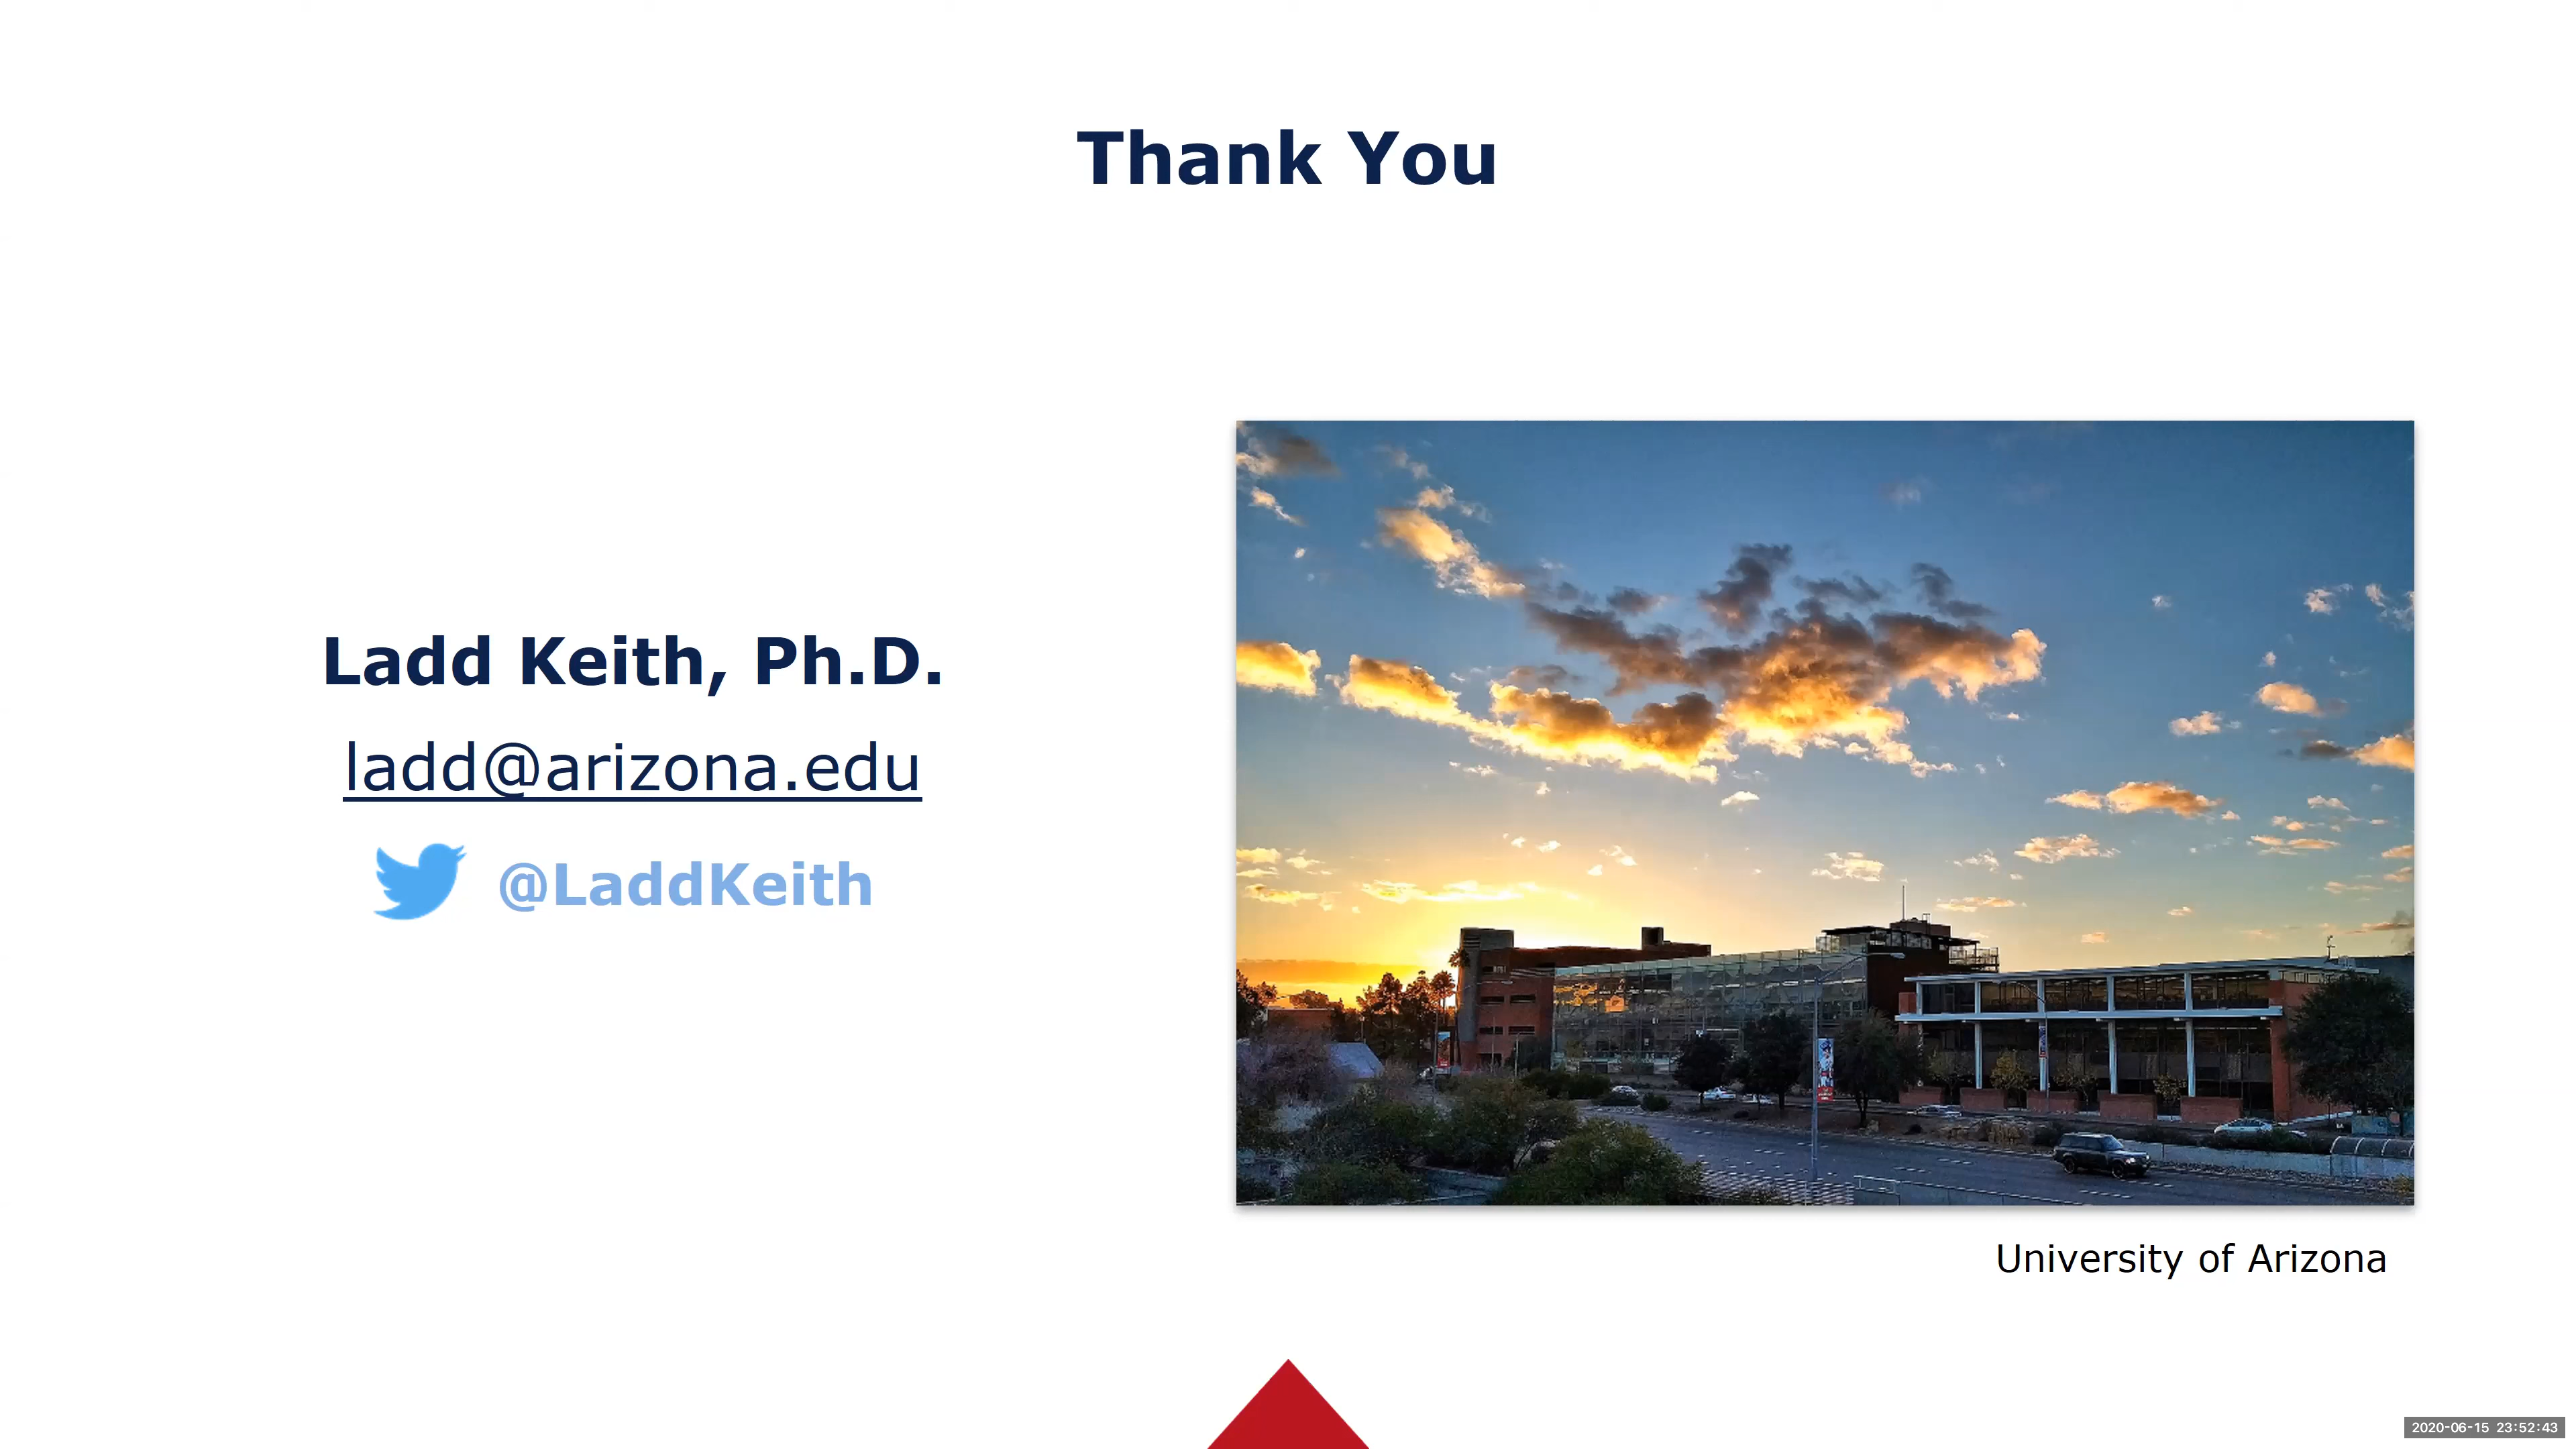 Thank You
Ladd Keith, Ph.D.
ladd@arizona.edu
@LaddKeith
University of Arizona
2020-06-15 23:52:43